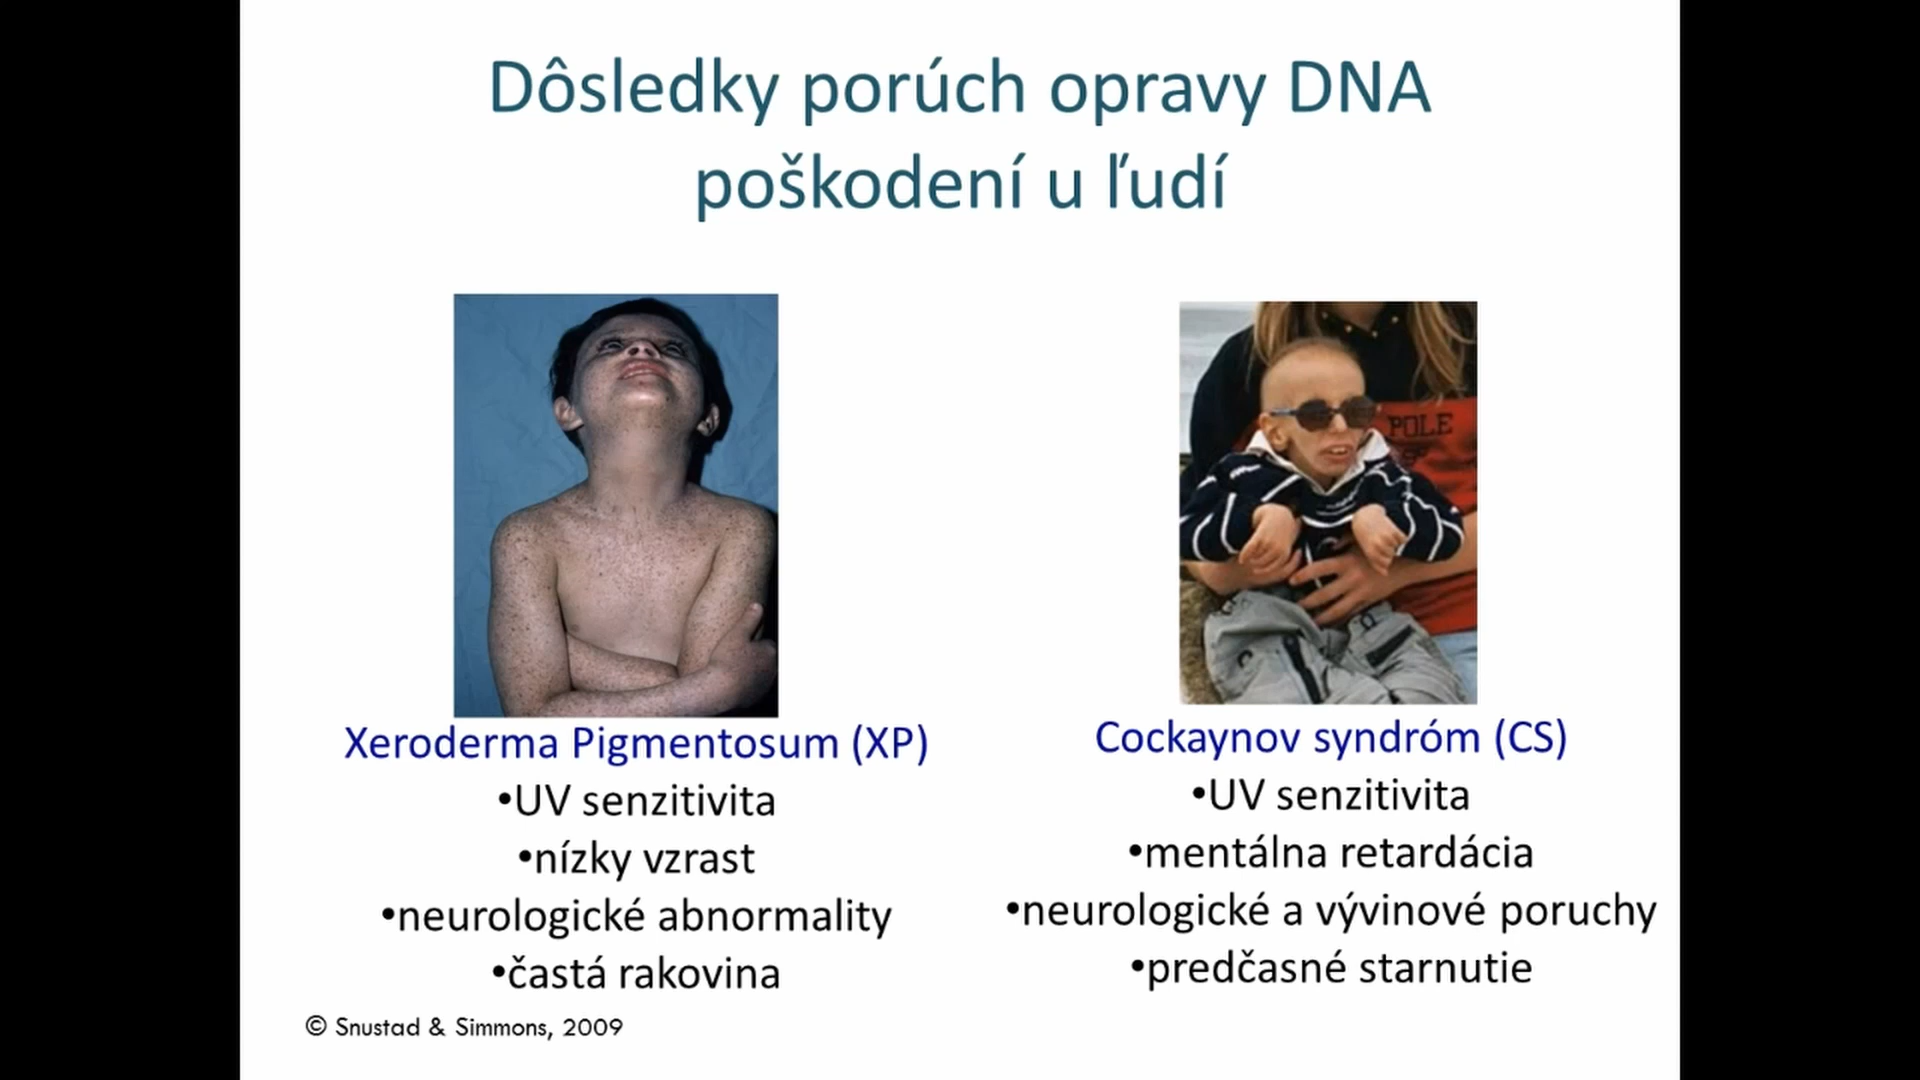 Dôsledky porúch opravy DNA
poškodení u ľudí
POLE
Xeroderma Pigmentosum (XP)
•UV senzitivita
•nízky vzrast
•neurologické abnormality
•častá rakovina
Cockaynov syndróm (CS)
•UV senzitivita
•mentálna retardácia
•neurologické a vývinové poruchy
•predčasné starnutie
© Snustad & Simmons, 2009